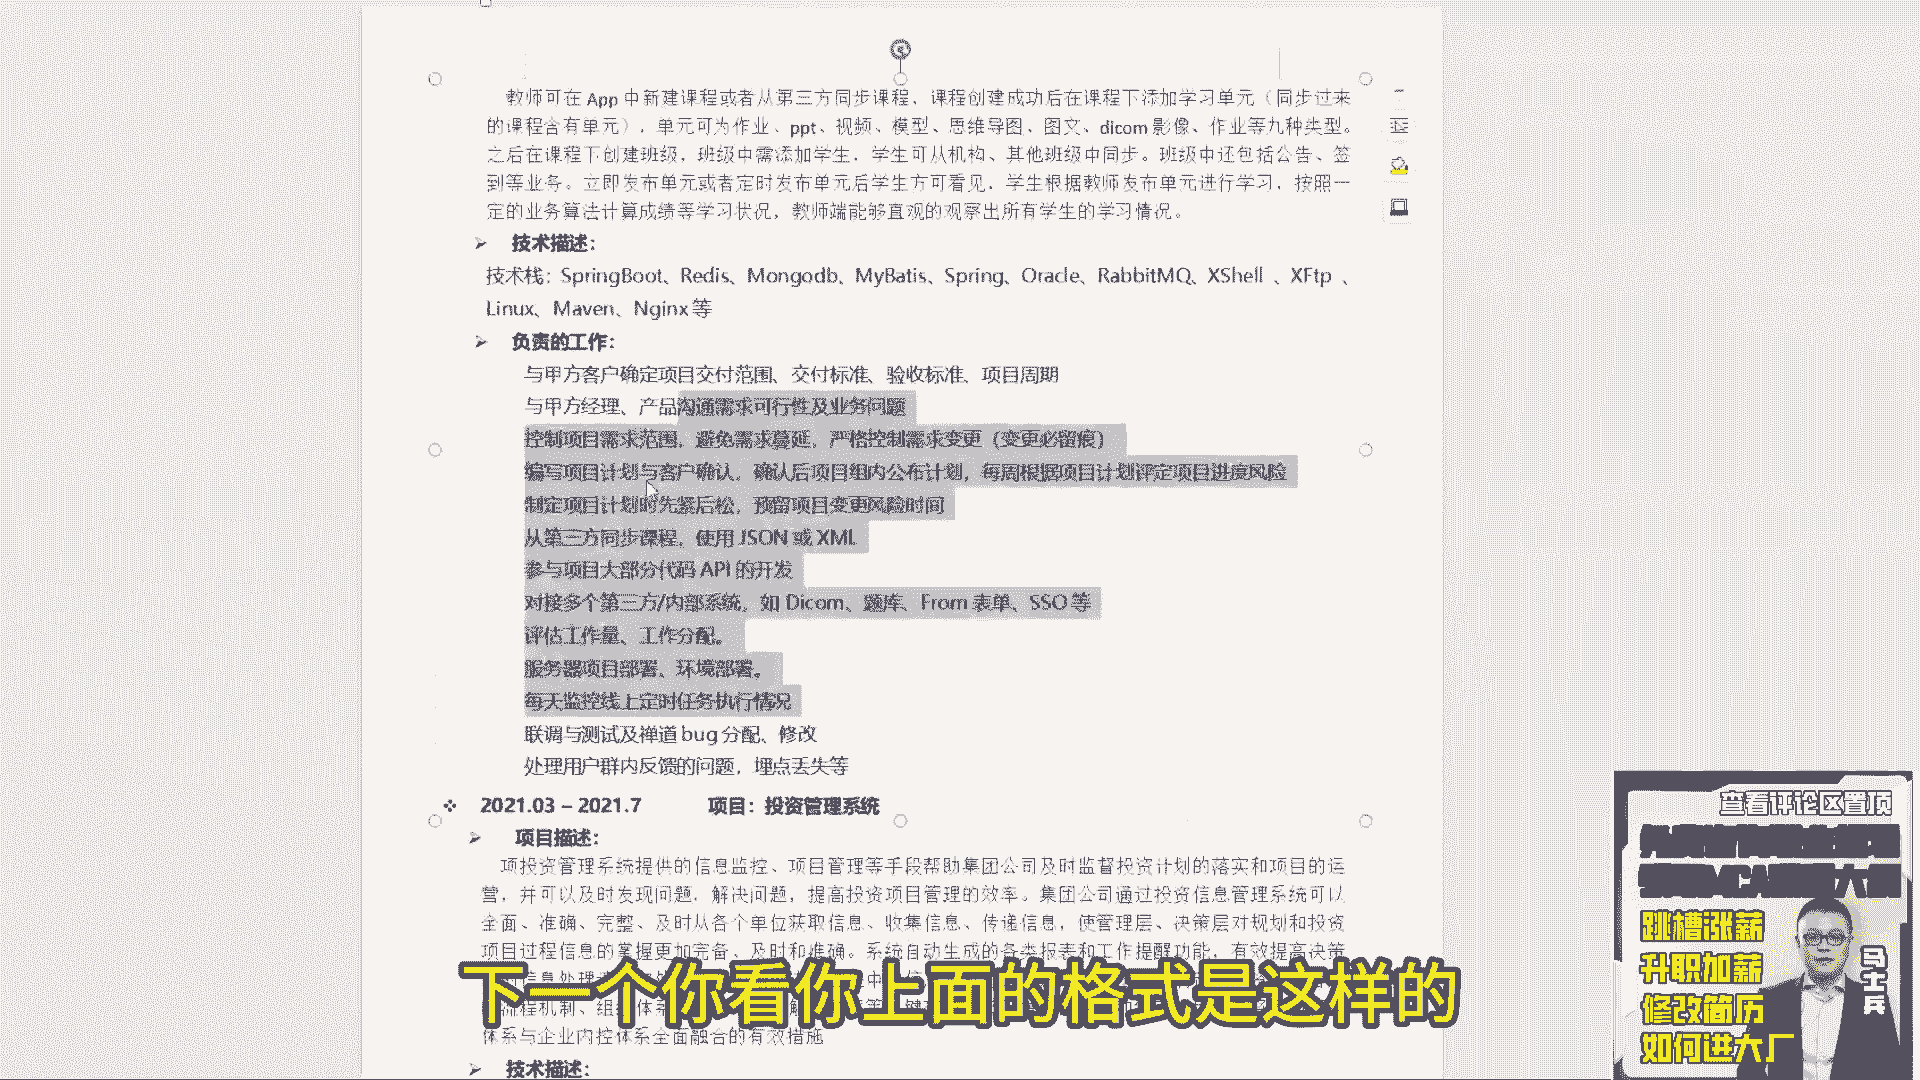 教师可在 App 中新建课程或者从第三方同步课程，课程创建成功后在课程下添加学习单元（同步过来
的课程含有单元），单元可为作业、ppt、视频、模型、思维导图、图文、dicom 影像、作业等九种类型。
之后在课程下创建班级，班级中需添加学生，学生可从机构、其他班级中同步。班级中还包括公告、签
到等业务。立即发布单元或者定时发布单元后学生方可看见，学生根据教师发布单元进行学习，按照一
定的业务算法计算成绩等学习状况，教师端能够直观的观察出所有学生的学习情况。
技术描述：
技术栈：SpringBoot、Redis、Mongodb、MyBatis、Spring、Oracle、RabbitMQ、XShell 、XFtp 、
Linux、Maven、Nginx 等
负责的工作：
与甲方客户确定项目交付范围、交付标准、验收标准、项目周期
与甲方经理、产品沟通需求可行性及业务问题
控制项目需求范围，避免需求蔓延，严格控制需求变更（变更必留痕）
编写项目计划与客户确认，确认后项目组内公布计划，每周根据项目计划评定项目进度风险
制定项目计划时先紧后松，预留项目变更风险时间
从第三方同步课程，使用 JSON 或 XML
参与项目大部分代码 API 的开发
对接多个第三方/内部系统，如 Dicom、题库、From 表单、SSO 等
评估工作量、工作分配。
服务器项目部署、环境部署。
每天监控线上定时任务执行情况
联调与测试及禅道 bug 分配、修改
处理用户群内反馈的问题，埋点丢失等
2021.03 – 2021.7 项目：投资管理系统
项目描述：
项投资管理系统提供的信息监控、项目管理等手段帮助集团公司及时监督投资计划的落实和项目的运
营，并可以及时发现问题，解决问题，提高投资项目管理的效率。集团公司通过投资信息管理系统可以
全面、准确、完整、及时从各个单位获取信息、收集信息、传递信息，使管理层、决策层对规划和投资
项目过程信息的掌握更加完备、及时和准确。系统自动生成的各类报表和工作提醒功能，有效提高决策
体系与企业内控体系全面融合的有效措施
技术描述：
下一个你看你上面的格式是这样的
查看评论区置顶
跳槽涨薪
升职加薪
修改简历
如何进大厂
马士兵